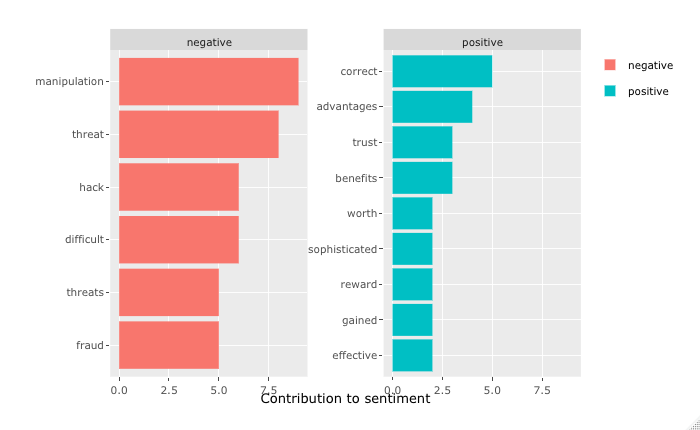 negative
positive
manipulation
threat
hack
difficult
threats
fraud
0.0 2.5 5.0 7.5
correct
advantages
trust
benefits
worth
sophisticated
reward
gained
effective
0.0 2.5 5.0 7.5
Contribution to sentiment
negative
positive